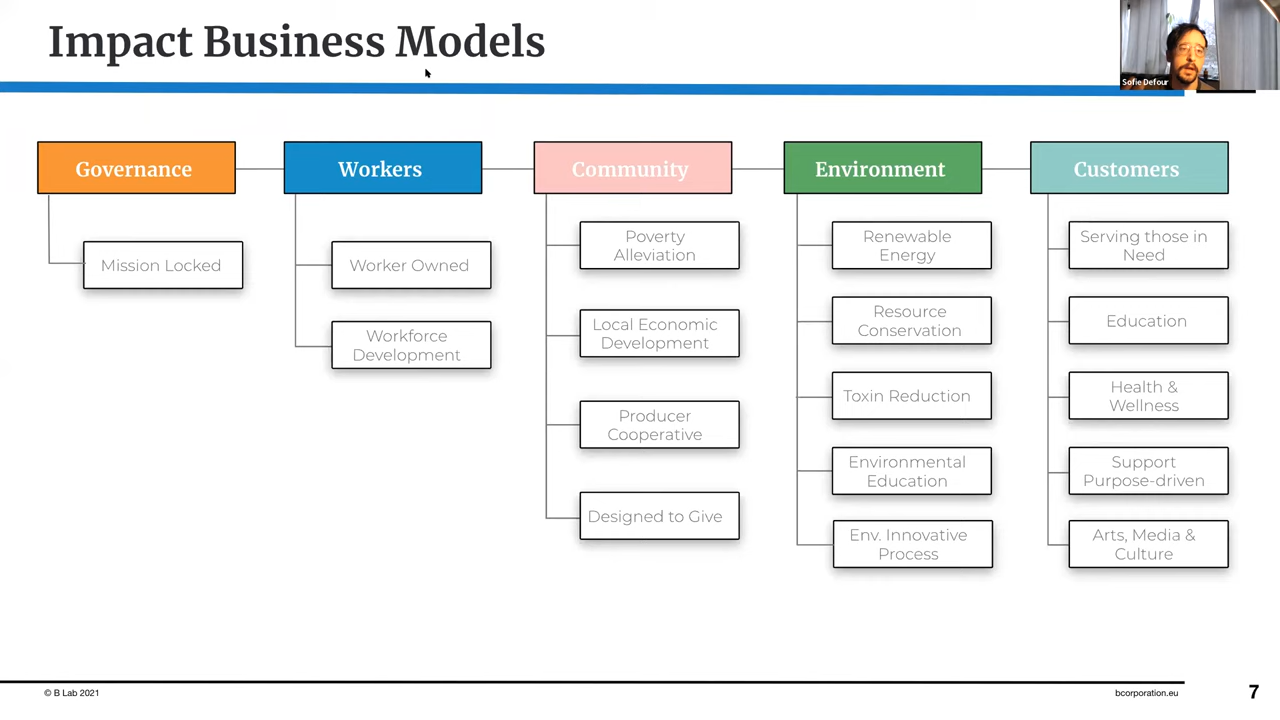 Impact Business Models
Sofie Defour
Governance
Workers
Community
Environment
Customers
Mission Locked
Worker Owned
Workforce
Development
Poverty
Alleviation
Local Economic
Development
Producer
Cooperative
Designed to Give
Renewable
Energy
Resource
Conservation
Toxin Reduction
Environmental
Education
Env. Innovative
Process
Serving those in
Need
Education
Health &
Wellness
Support
Purpose-driven
Arts, Media &
Culture
© B Lab 2021
bcorporation.eu
7